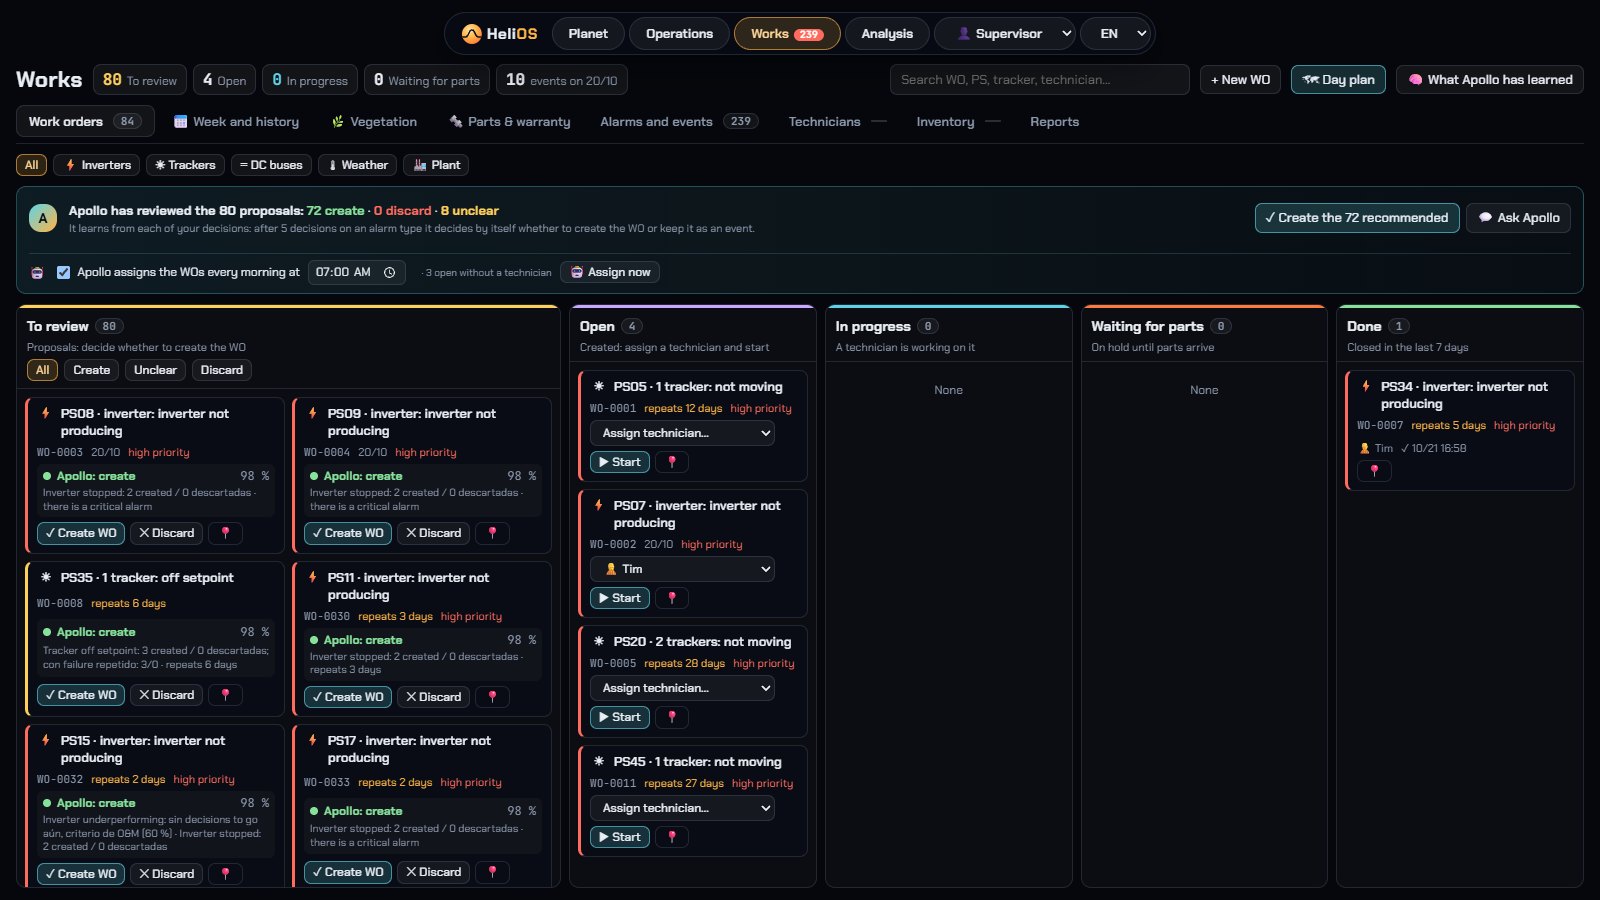 HeliOS Planet Operations Works 239 Analysis Supervisor EN
Works 80 To review 4 Open 0 In progress 0 Waiting for parts 10 events on 20/10 Search WO, PS, tracker, technician... + New WO Day plan What Apollo has learned
Work orders 84 Week and history Vegetation Parts & warranty Alarms and events 239 Technicians — Inventory — Reports
All Inverters Trackers = DC buses Weather Plant
A
Apollo has reviewed the 80 proposals: 72 create · 0 discard · 8 unclear
It learns from each of your decisions: after 5 decisions on an alarm type it decides by itself whether to create the WO or keep it as an event.
✓ Create the 72 recommended Ask Apollo
Apollo assigns the WOs every morning at 07:00 AM · 3 open without a technician Assign now
To review 80
Proposals: decide whether to create the WO
All Create Unclear Discard
PS08 · inverter: inverter not
producing
WO-0003 20/10 high priority
Apollo: create 98 %
Inverter stopped: 2 created / 0 descartadas ·
there is a critical alarm
✓ Create WO ✕ Discard
PS09 · inverter: inverter not
producing
WO-0004 20/10 high priority
Apollo: create 98 %
Inverter stopped: 2 created / 0 descartadas ·
there is a critical alarm
✓ Create WO ✕ Discard
PS35 · 1 tracker: off setpoint
WO-0008 repeats 6 days
Apollo: create 98 %
Tracker off setpoint: 3 created / 0 descartadas;
con failure repetido: 3/0 · repeats 6 days
✓ Create WO ✕ Discard
PS11 · inverter: inverter not
producing
WO-0030 repeats 3 days high priority
Apollo: create 98 %
Inverter stopped: 2 created / 0 descartadas ·
repeats 3 days
✓ Create WO ✕ Discard
PS15 · inverter: inverter not
producing
WO-0032 repeats 2 days high priority
Apollo: create 98 %
Inverter underperforming: sin decisions to go
aún, criterio de O&M (60 %) · Inverter stopped:
2 created / 0 descartadas
✓ Create WO ✕ Discard
PS17 · inverter: inverter not
producing
WO-0033 repeats 2 days high priority
Apollo: create 98 %
Inverter stopped: 2 created / 0 descartadas ·
there is a critical alarm
✓ Create WO ✕ Discard
Open 4
Created: assign a technician and start
PS05 · 1 tracker: not moving
WO-0001 repeats 12 days high priority
Assign technician...
▶ Start
PS07 · inverter: inverter not
producing
WO-0002 20/10 high priority
Tim
▶ Start
PS20 · 2 trackers: not moving
WO-0005 repeats 28 days high priority
Assign technician...
▶ Start
PS45 · 1 tracker: not moving
WO-0011 repeats 27 days high priority
Assign technician...
▶ Start
In progress 0
A technician is working on it
None
Waiting for parts 0
On hold until parts arrive
None
Done 1
Closed in the last 7 days
PS34 · inverter: inverter not
producing
WO-0007 repeats 5 days high priority
Tim ✓ 10/21 16:58